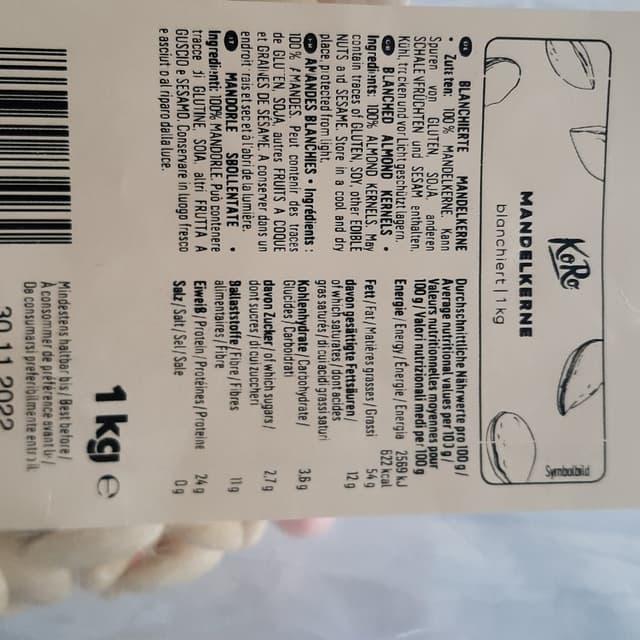 KoRo
MANDELKERNE
blanchiert | 1 kg
Symbolbild
DE BLANCHIERTE MANDELKERNE
• Zutaten: 100% MANDELKERNE. Kann
Spuren von GLUTEN, SOJA, anderen
SCHALENFRÜCHTEN und SESAM enthalten.
Kühl, trocken und vor Licht geschützt lagern.
BLANCHED ALMOND KERNELS •
Ingredients: 100% ALMOND KERNELS. May
contain traces of GLUTEN, SOY, other EDIBLE
NUTS and SESAME. Store in a cool and dry
place, protected from light.
AMANDES BLANCHIES • Ingrédients :
100% AMANDES. Peut contenir des traces
de GLUTEN, SOJA, autres FRUITS À COQUE
et GRAINES DE SÉSAME. A conserver dans un
endroit frais et sec et à l'abri de la lumière.
IT MANDORLE SBOLLENTATE •
Ingredienti: 100% MANDORLE. Può contenere
tracce di GLUTINE, SOIA, altri FRUTTA A
GUSCIO e SESAMO. Conservare in luogo fresco
e asciutto al riparo dalla luce.
Durchschnittliche Nährwerte pro 100 g /
Average nutritional values per 100 g /
Valeurs nutritionnelles moyennes pour
100 g / Valori nutrizionali medi per 100 g
Energie / Energy / Énergie / Energia 2569 kJ
622 kcal
Fett / Fat / Matières grasses / Grassi 54 g
davon gesättigte Fettsäuren / 12 g
of which saturates / dont acides
gras saturés / di cui acidi grassi saturi
Kohlenhydrate / Carbohydrate / 3,6 g
Glucides / Carboidrati
davon Zucker / of which sugars / 2,7 g
dont sucres / di cui zuccheri
Ballaststoffe / Fibre / Fibres 11 g
alimentaires / Fibre
Eiweiß / Protein / Protéines / Proteine 24 g
Salz / Salt / Sel / Sale 0 g
1 kg e
Mindestens haltbar bis / Best before /
À consommer de préférence avant le /
Da consumarsi preferibilmente entro il:
30.11.2022